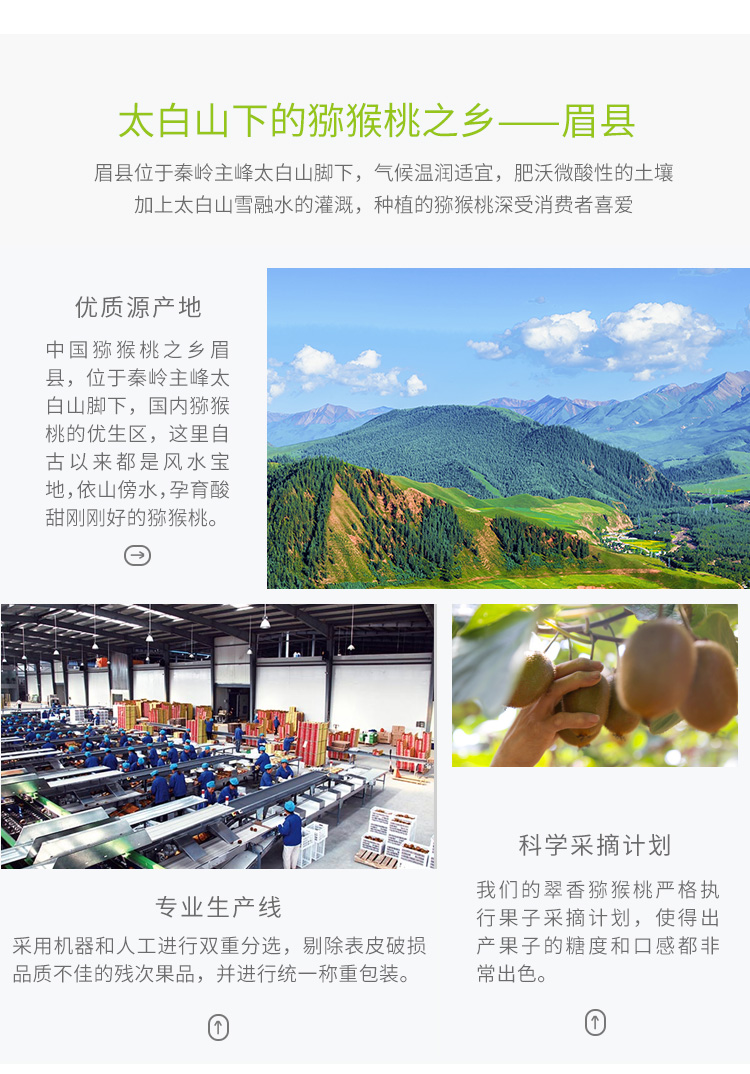 太白山下的猕猴桃之乡——眉县
眉县位于秦岭主峰太白山脚下，气候温润适宜，肥沃微酸性的土壤
加上太白山雪融水的灌溉，种植的猕猴桃深受消费者喜爱
优质源产地
中国猕猴桃之乡眉
县，位于秦岭主峰太
白山脚下，国内猕猴
桃的优生区，这里自
古以来都是风水宝
地，依山傍水，孕育酸
甜刚刚好的猕猴桃。
专业生产线
采用机器和人工进行双重分选，剔除表皮破损
品质不佳的残次果品，并进行统一称重包装。
科学采摘计划
我们的翠香猕猴桃严格执
行果子采摘计划，使得出
产果子的糖度和口感都非
常出色。